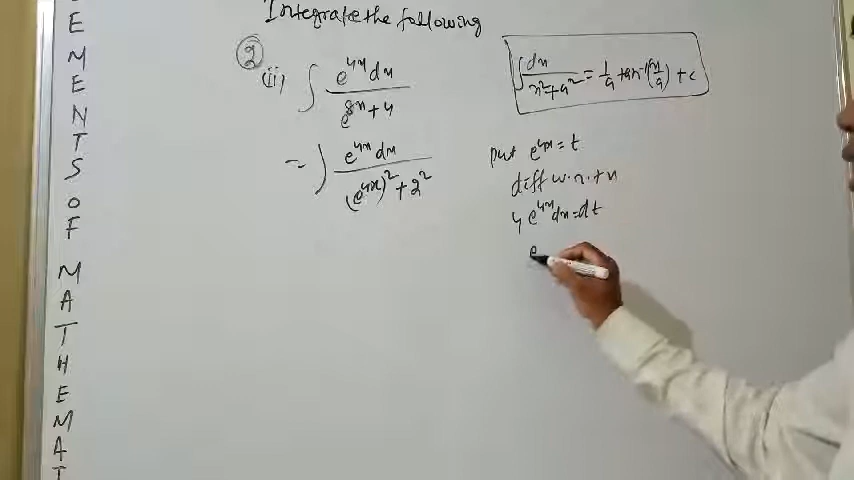 E
M
E
N
T
S
O
F
M
A
T
H
E
M
A
T
Integrate the following
② (ii) ∫ e^{4x} dx / e^{8x} + 4
= ∫ e^{4x} dx / (e^{4x})² + 2²
∫ dx / x² + a² = 1/a tan⁻¹(x/a) + c
put e^{4x} = t
diff w.r.t x
4 e^{4x} dx = dt
e